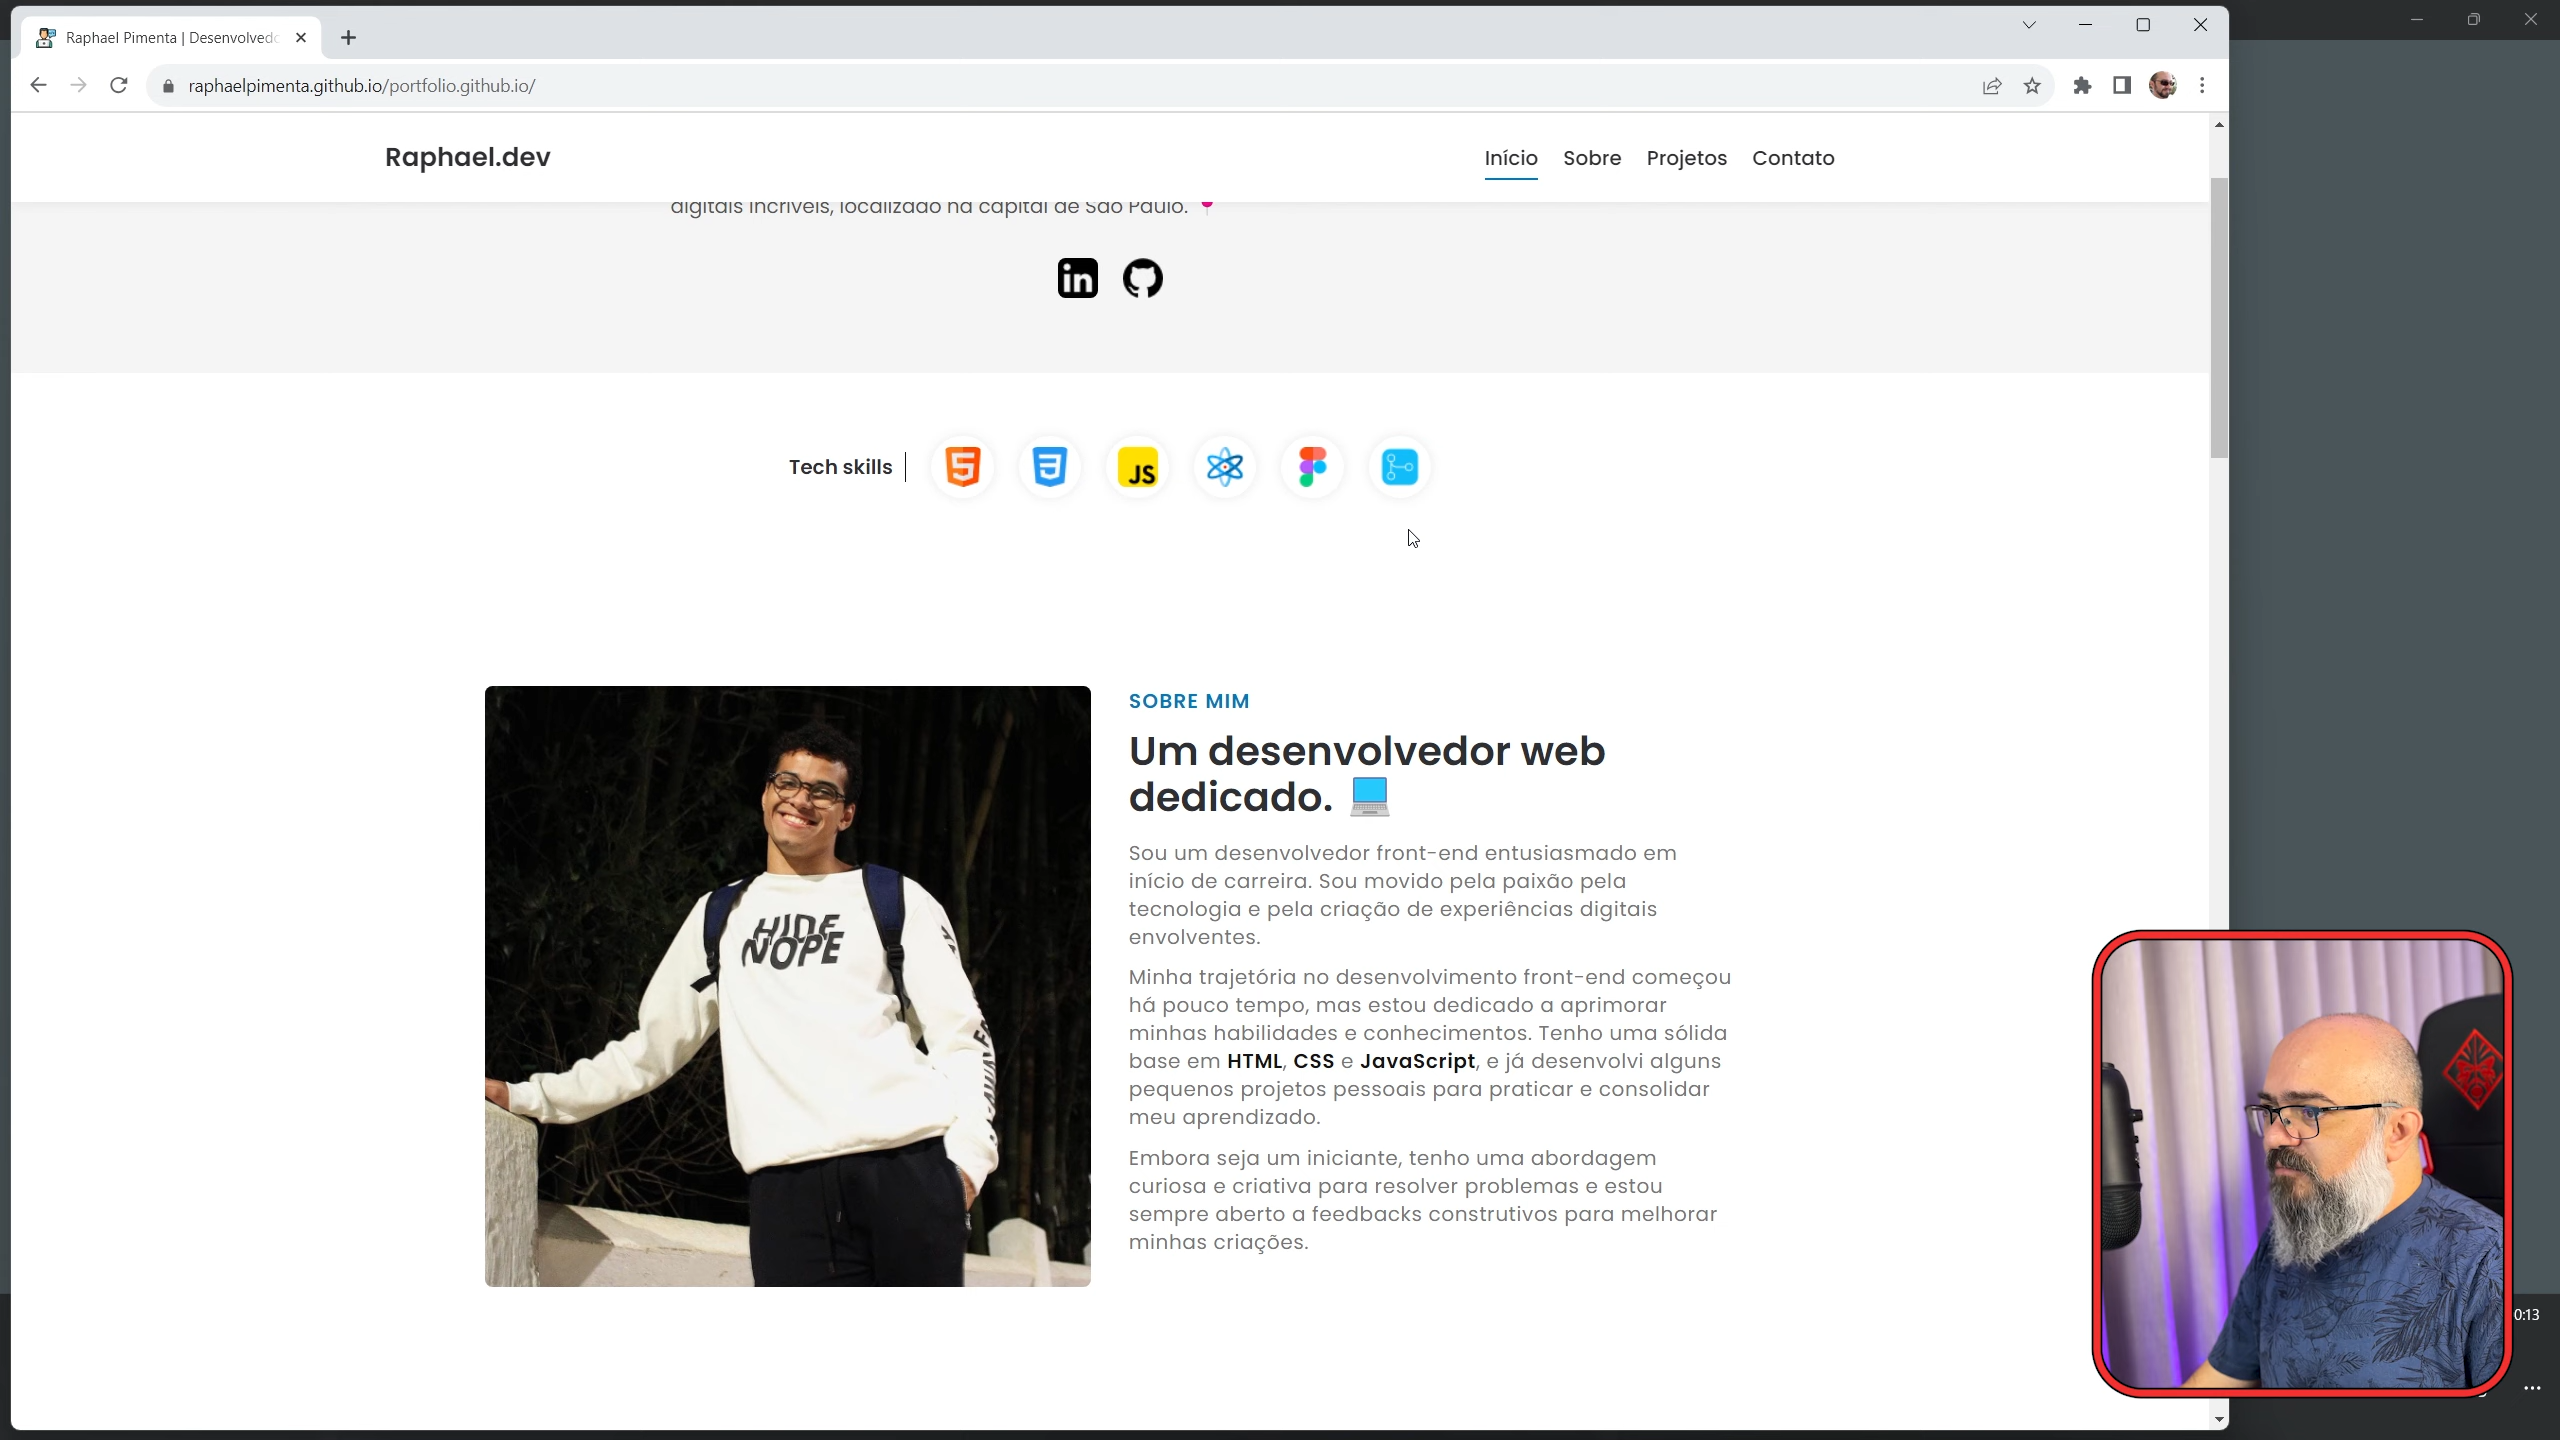 Raphael Pimenta | Desenvolvedo
raphaelpimenta.github.io/portfolio.github.io/
Raphael.dev
Início
Sobre
Projetos
Contato
digitais incríveis, localizado na capital de São Paulo.
in
Tech skills
5
3
JS
SOBRE MIM
Um desenvolvedor web
dedicado.
Sou um desenvolvedor front-end entusiasmado em
início de carreira. Sou movido pela paixão pela
tecnologia e pela criação de experiências digitais
envolventes.
Minha trajetória no desenvolvimento front-end começou
há pouco tempo, mas estou dedicado a aprimorar
minhas habilidades e conhecimentos. Tenho uma sólida
base em HTML, CSS e JavaScript, e já desenvolvi alguns
pequenos projetos pessoais para praticar e consolidar
meu aprendizado.
Embora seja um iniciante, tenho uma abordagem
curiosa e criativa para resolver problemas e estou
sempre aberto a feedbacks construtivos para melhorar
minhas criações.
HIDE
NOPE
0:13